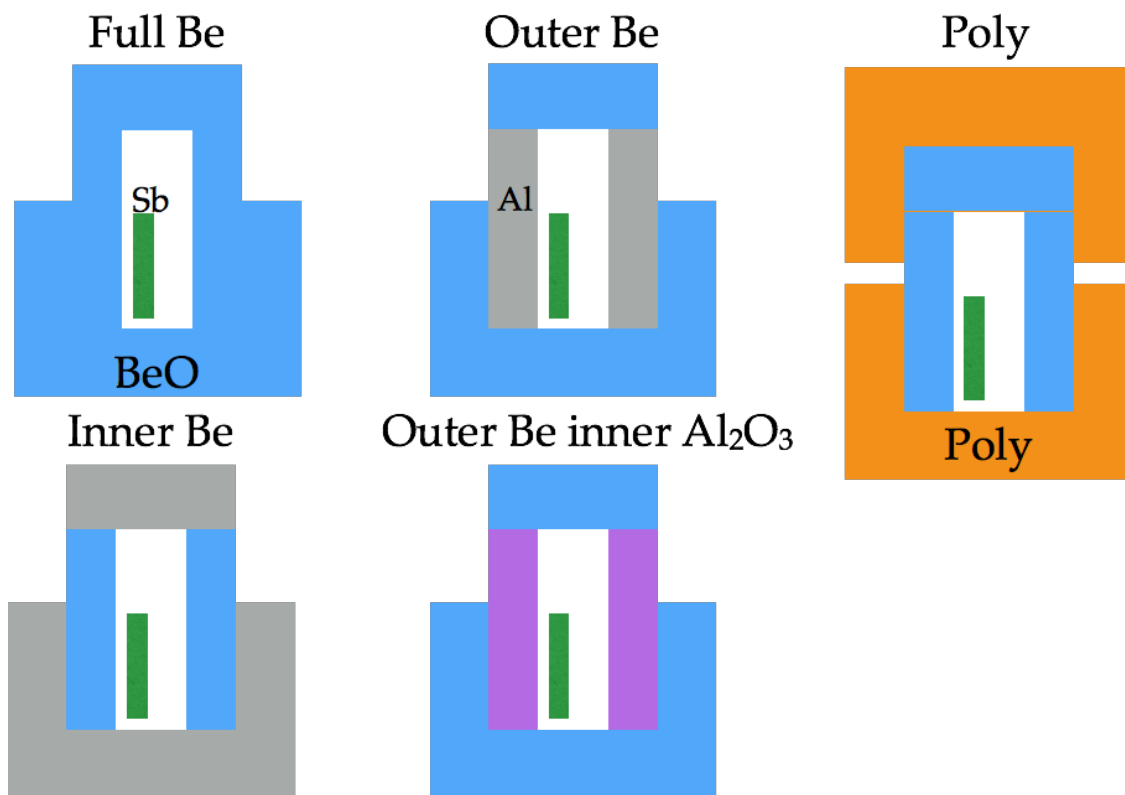 Full Be
Outer Be
Poly
Sb
Al
BeO
Inner Be
Outer Be inner Al₂O₃
Poly